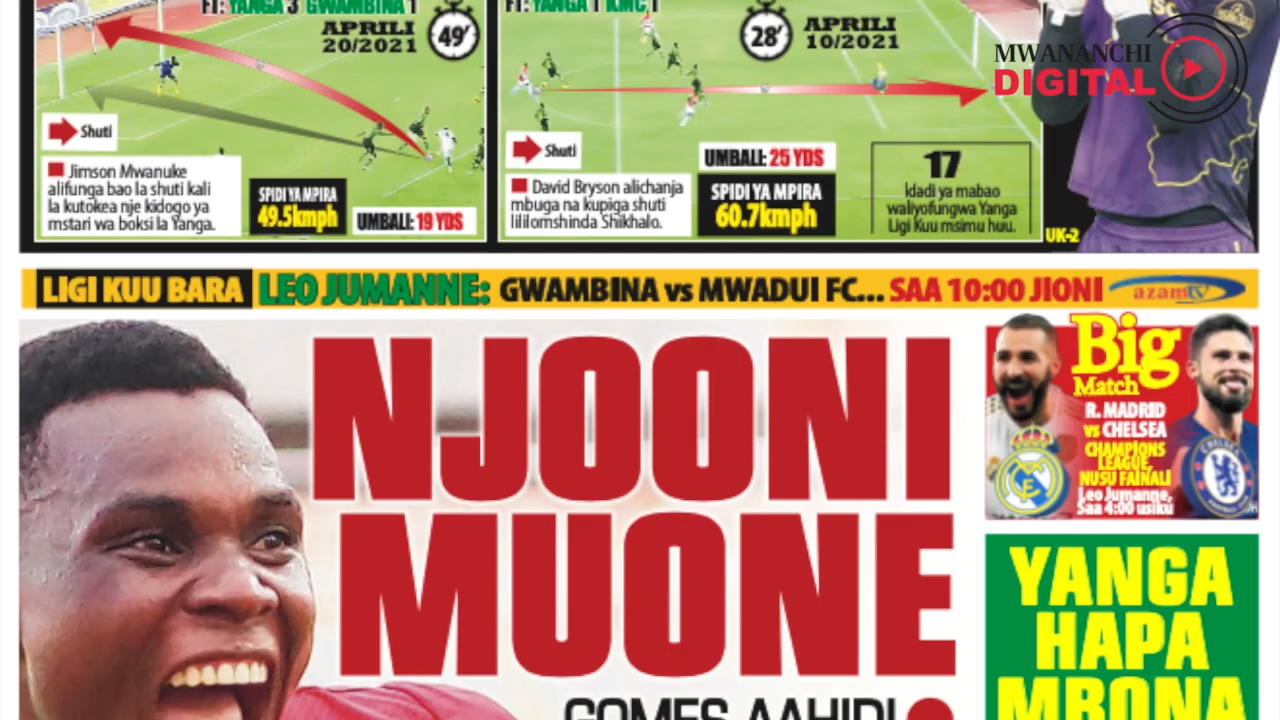 FT: YANGA 3 GWAMBINA 1
APRILI
20/2021
49'
Shuti
Jimson Mwanuke
alifunga bao la shuti kali
la kutokea nje kidogo ya
mstari wa boksi la Yanga.
SPIDI YA MPIRA
49.5kmph
UMBALI: 19 YDS
FT: YANGA 1 KMC 1
28'
APRILI
10/2021
Shuti
David Bryson alichanja
mbuga na kupiga shuti
lililomshinda Shikhalo.
UMBALI: 25 YDS
SPIDI YA MPIRA
60.7kmph
17
Idadi ya mabao
waliyofungwa Yanga
Ligi Kuu msimu huu.
UK-2
MWANANCHI
DIGITAL
LIGI KUU BARA LEO JUMANNE: GWAMBINA vs MWADUI FC... SAA 10:00 JIONI azamtv
NJOONI
MUONE
GOMES AAHIDI
Big
Match
R. MADRID
vs CHELSEA
CHAMPIONS
LEAGUE,
NUSU FAINALI
Leo Jumanne,
Saa 4:00 usiku
YANGA
HAPA
MBONA